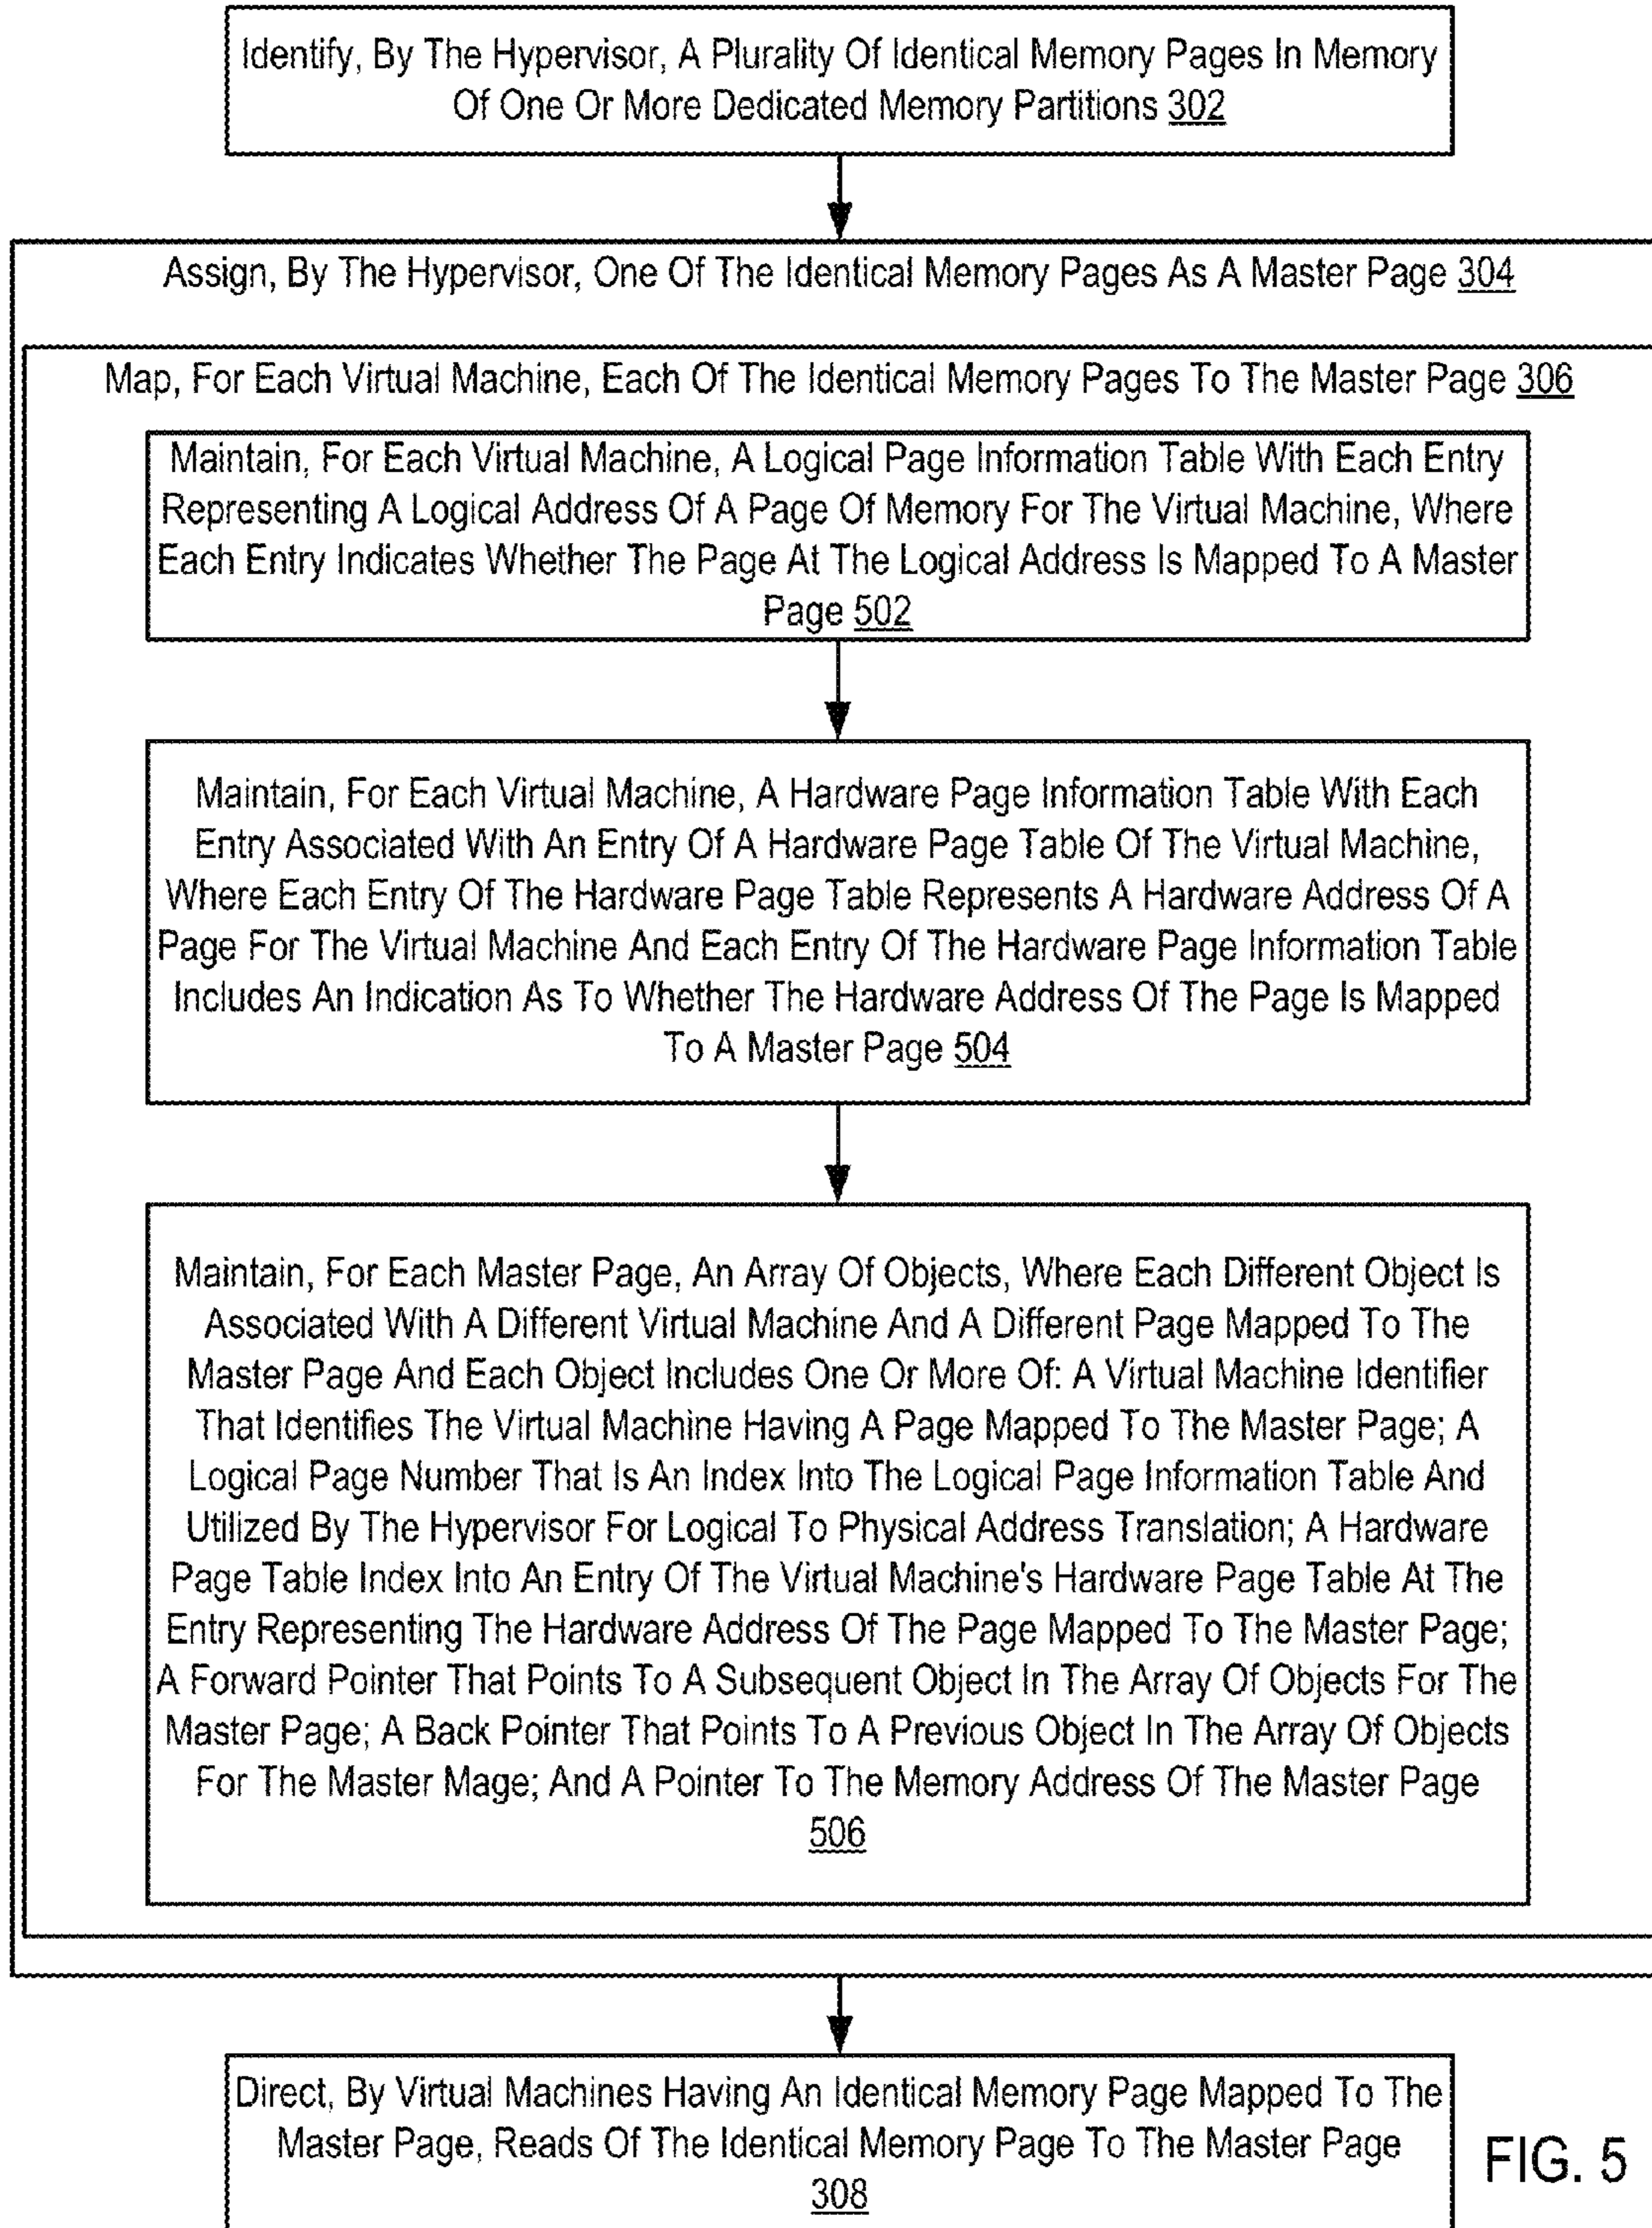 Identify, By The Hypervisor, A Plurality Of Identical Memory Pages In Memory
Of One Or More Dedicated Memory Partitions 302
Assign, By The Hypervisor, One Of The Identical Memory Pages As A Master Page 304
Map, For Each Virtual Machine, Each Of The Identical Memory Pages To The Master Page 306
Maintain, For Each Virtual Machine, A Logical Page Information Table With Each Entry
Representing A Logical Address Of A Page Of Memory For The Virtual Machine, Where
Each Entry Indicates Whether The Page At The Logical Address Is Mapped To A Master
Page 502
Maintain, For Each Virtual Machine, A Hardware Page Information Table With Each
Entry Associated With An Entry Of A Hardware Page Table Of The Virtual Machine,
Where Each Entry Of The Hardware Page Table Represents A Hardware Address Of A
Page For The Virtual Machine And Each Entry Of The Hardware Page Information Table
Includes An Indication As To Whether The Hardware Address Of The Page Is Mapped
To A Master Page 504
Maintain, For Each Master Page, An Array Of Objects, Where Each Different Object Is
Associated With A Different Virtual Machine And A Different Page Mapped To The
Master Page And Each Object Includes One Or More Of: A Virtual Machine Identifier
That Identifies The Virtual Machine Having A Page Mapped To The Master Page; A
Logical Page Number That Is An Index Into The Logical Page Information Table And
Utilized By The Hypervisor For Logical To Physical Address Translation; A Hardware
Page Table Index Into An Entry Of The Virtual Machine's Hardware Page Table At The
Entry Representing The Hardware Address Of The Page Mapped To The Master Page;
A Forward Pointer That Points To A Subsequent Object In The Array Of Objects For The
Master Page; A Back Pointer That Points To A Previous Object In The Array Of Objects
For The Master Mage; And A Pointer To The Memory Address Of The Master Page
506
Direct, By Virtual Machines Having An Identical Memory Page Mapped To The
Master Page, Reads Of The Identical Memory Page To The Master Page
308
FIG. 5